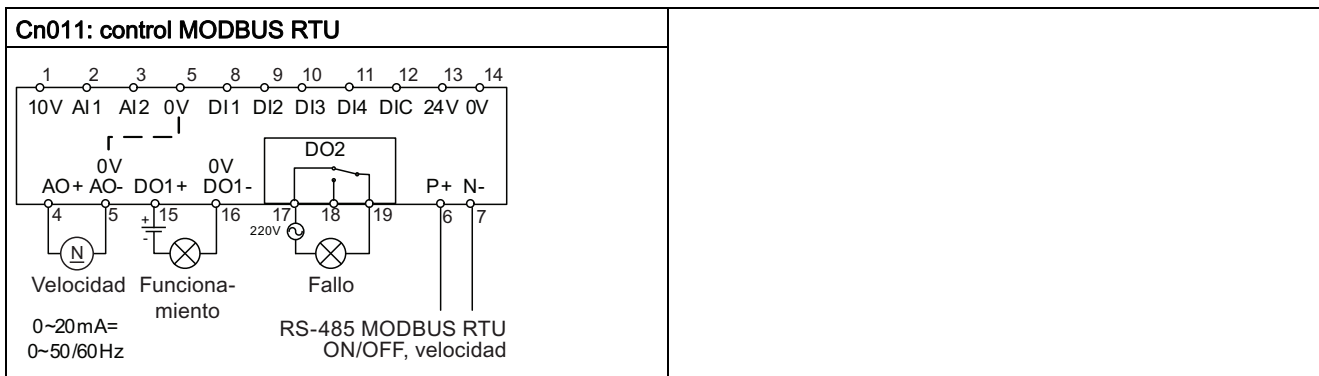 Cn011: control MODBUS RTU
1 2 3 5 8 9 10 11 12 13 14
10V AI1 AI2 0V DI1 DI2 DI3 DI4 DIC 24V 0V
DO2
0V 0V
AO+ AO- DO1+ DO1- P+ N-
4 5 15 16 17 18 19 6 7
+
-
220V
N
Velocidad Funciona- Fallo
miento
0~20mA= RS-485 MODBUS RTU
0~50/60Hz ON/OFF, velocidad